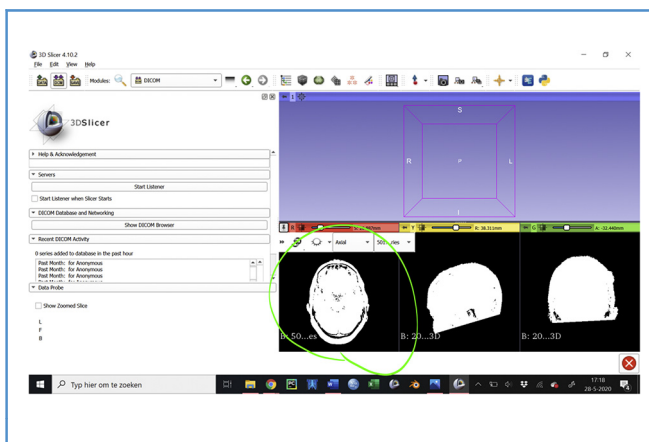 3D Slicer 4.10.2
File Edit View Help
Modules: DICOM
1
3DSlicer
Help & Acknowledgement
Servers
Start Listener
Start Listener when Slicer Starts
DICOM Database and Networking
Show DICOM Browser
Recent DICOM Activity
0 series added to database in the past hour
Past Month: for Anonymous
Past Month: for Anonymous
Past Month: for Anonymous
Data Probe
Show Zoomed Slice
L
F
B
S
R P L
I
R
Y R: 38.311mm
G A: -32.440mm
Axial
B: 50...es
B: 20...3D
B: 20...3D
Typ hier om te zoeken
17:18
28-5-2020